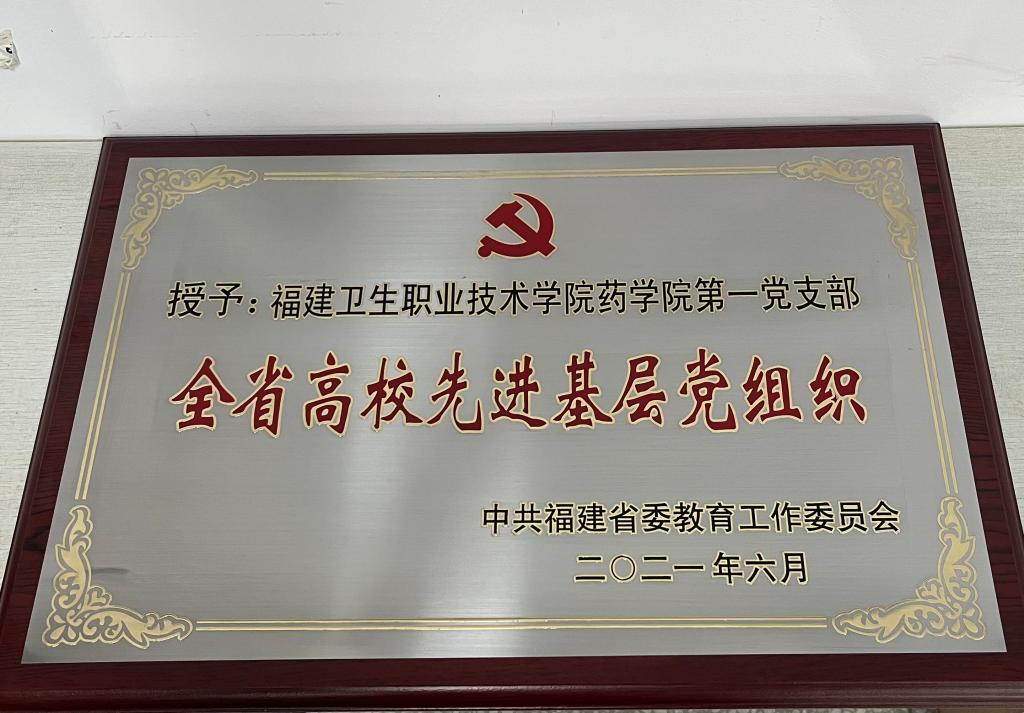 授予：福建卫生职业技术学院药学院第一党支部
全省高校先进基层党组织
中共福建省委教育工作委员会
二〇二一年六月